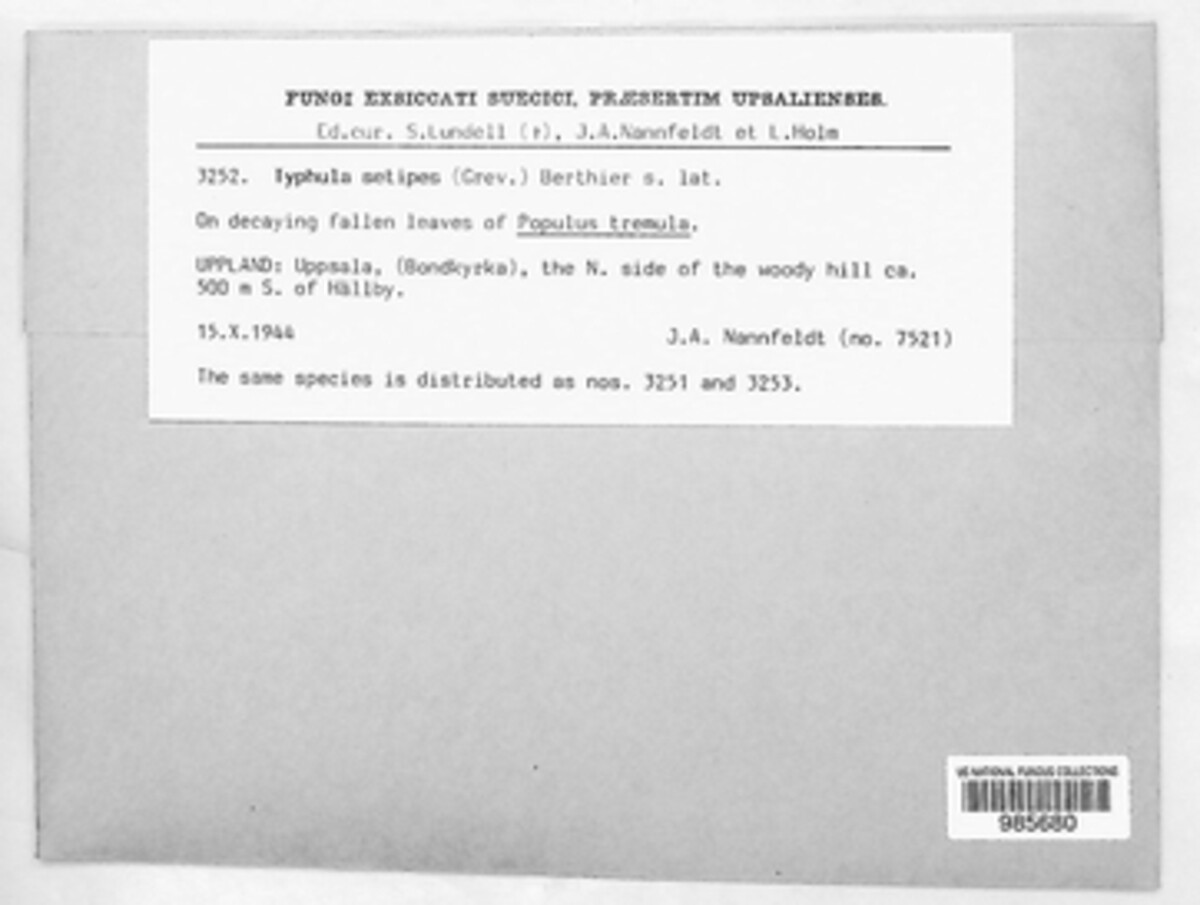 FUNGI EXSICCATI SUECICI, PRÆSERTIM UPSALIENSES.
Ed.cur. S.Lundell (†), J.A.Nannfeldt et L.Holm
3252. Typhula setipes (Grev.) Berthier s. lat.
On decaying fallen leaves of Populus tremula.
UPPLAND: Uppsala, (Bondkyrka), the N. side of the woody hill ca.
500 m S. of Hällby.
15.X.1944 J.A. Nannfeldt (no. 7521)
The same species is distributed as nos. 3251 and 3253.
US NATIONAL FUNGUS COLLECTIONS
985680